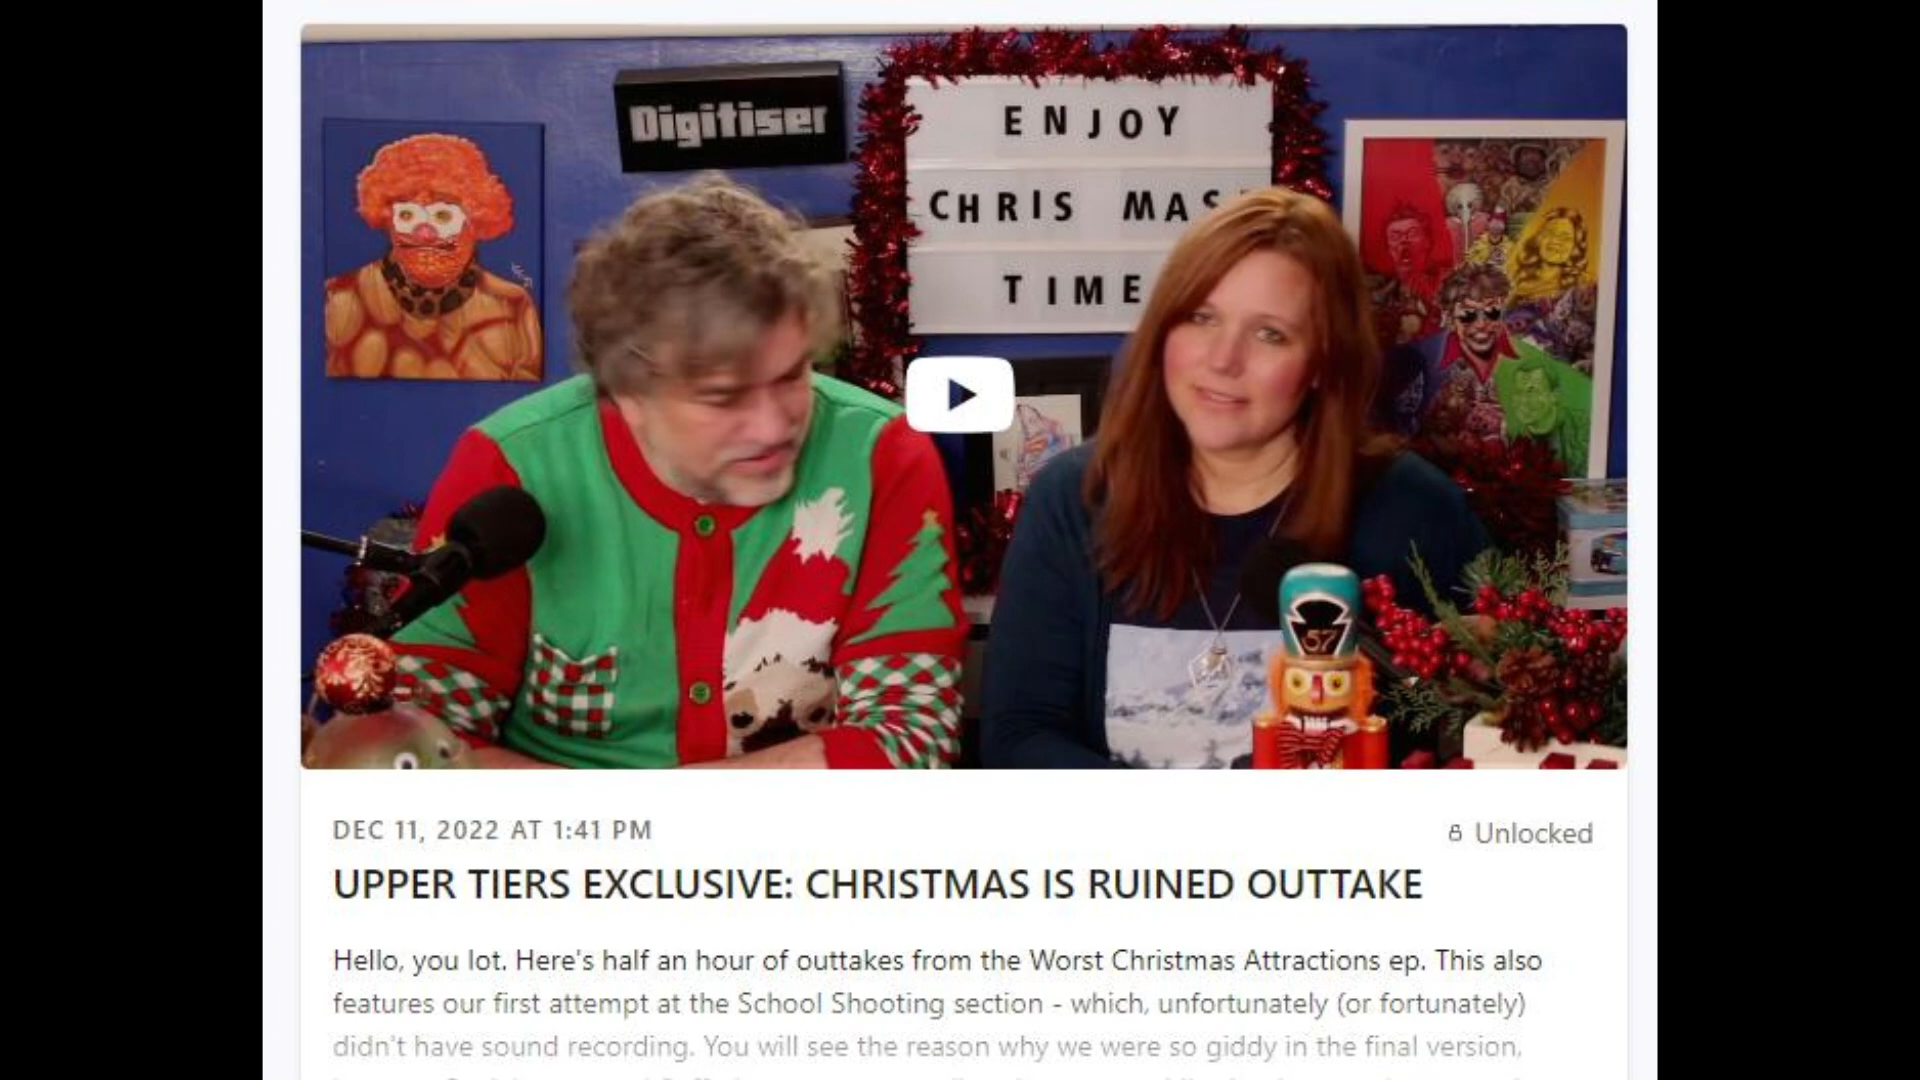 Digitiser
ENJOY
CHRIS MAS
TIME
57
DEC 11, 2022 AT 1:41 PM
Unlocked
UPPER TIERS EXCLUSIVE: CHRISTMAS IS RUINED OUTTAKE
Hello, you lot. Here's half an hour of outtakes from the Worst Christmas Attractions ep. This also
features our first attempt at the School Shooting section - which, unfortunately (or fortunately)
didn't have sound recording. You will see the reason why we were so giddy in the final version,